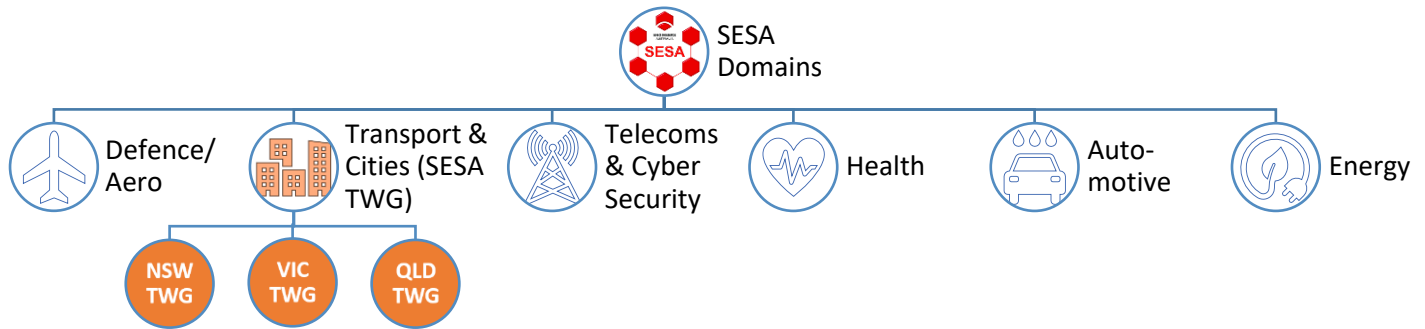 SESA
SESA
Domains
Defence/
Aero
Transport &
Cities (SESA
TWG)
Telecoms
& Cyber
Security
Health
Auto-
motive
Energy
NSW
TWG
VIC
TWG
QLD
TWG